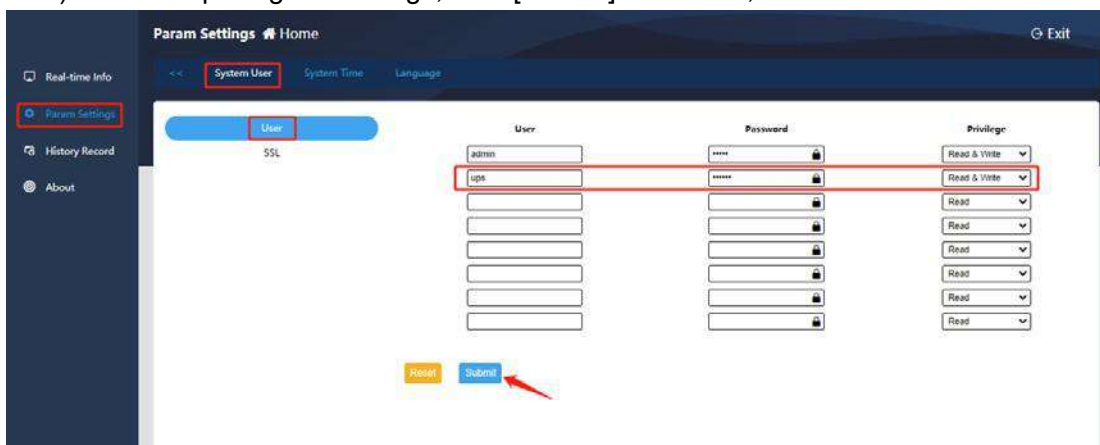 Param Settings Home
Exit
Real-time Info
Param Settings
History Record
About
<< System User System Time Language
User
SSL
User Password Privilege
admin ••••• Read & Write
ups •••••• Read & Write
Read
Read
Read
Read
Read
Read
Reset Submit